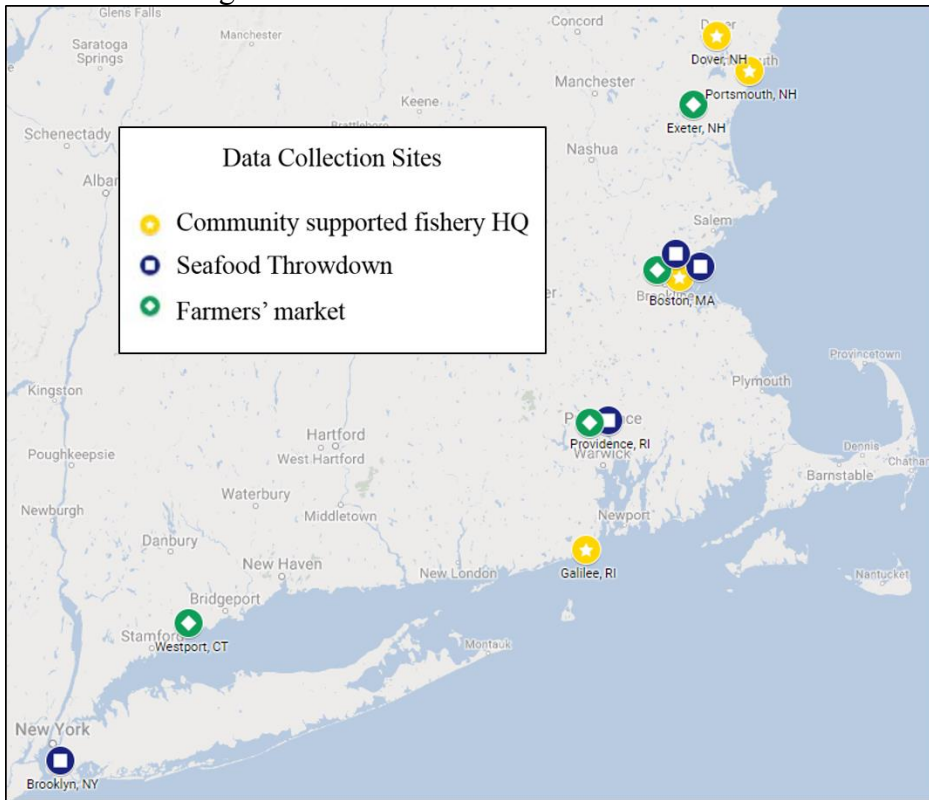 Glens Falls
Manchester
Concord
Dover
Saratoga
Springs
Dover, NH
Manchester
Keene
Portsmouth, NH
Schenectady
Exeter, NH
Nashua
Data Collection Sites
Community supported fishery HQ
Seafood Throwdown
Farmers' market
Salem
Boston, MA
Provincetown
Plymouth
Kingston
Hartford
West Hartford
Providence, RI
Warwick
Dennis
Poughkeepsie
Barnstable
Waterbury
Newburgh
Middletown
Newport
Danbury
New Haven
New London
Galilee, RI
Nantucket
Bridgeport
Stamford
Westport, CT
Montauk
New York
Brooklyn, NY